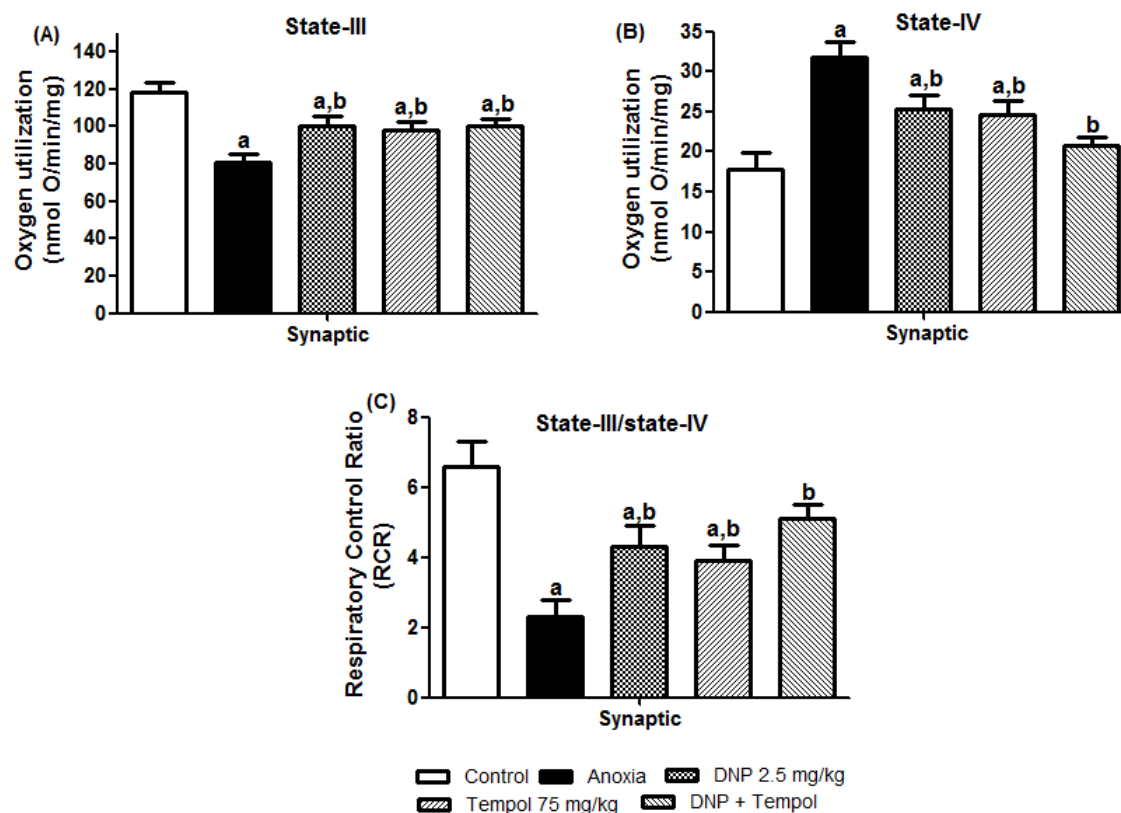 (A)
State-III
Oxygen utilization
(nmol O/min/mg)
140
120
100
80
60
40
20
0
a
a,b
a,b
a,b
Synaptic
(B)
State-IV
Oxygen utilization
(nmol O/min/mg)
35
30
25
20
15
10
5
0
a
a,b
a,b
b
Synaptic
(C)
State-III/state-IV
Respiratory Control Ratio
(RCR)
8
6
4
2
0
a
a,b
a,b
b
Synaptic
Control Anoxia DNP 2.5 mg/kg
Tempol 75 mg/kg DNP + Tempol